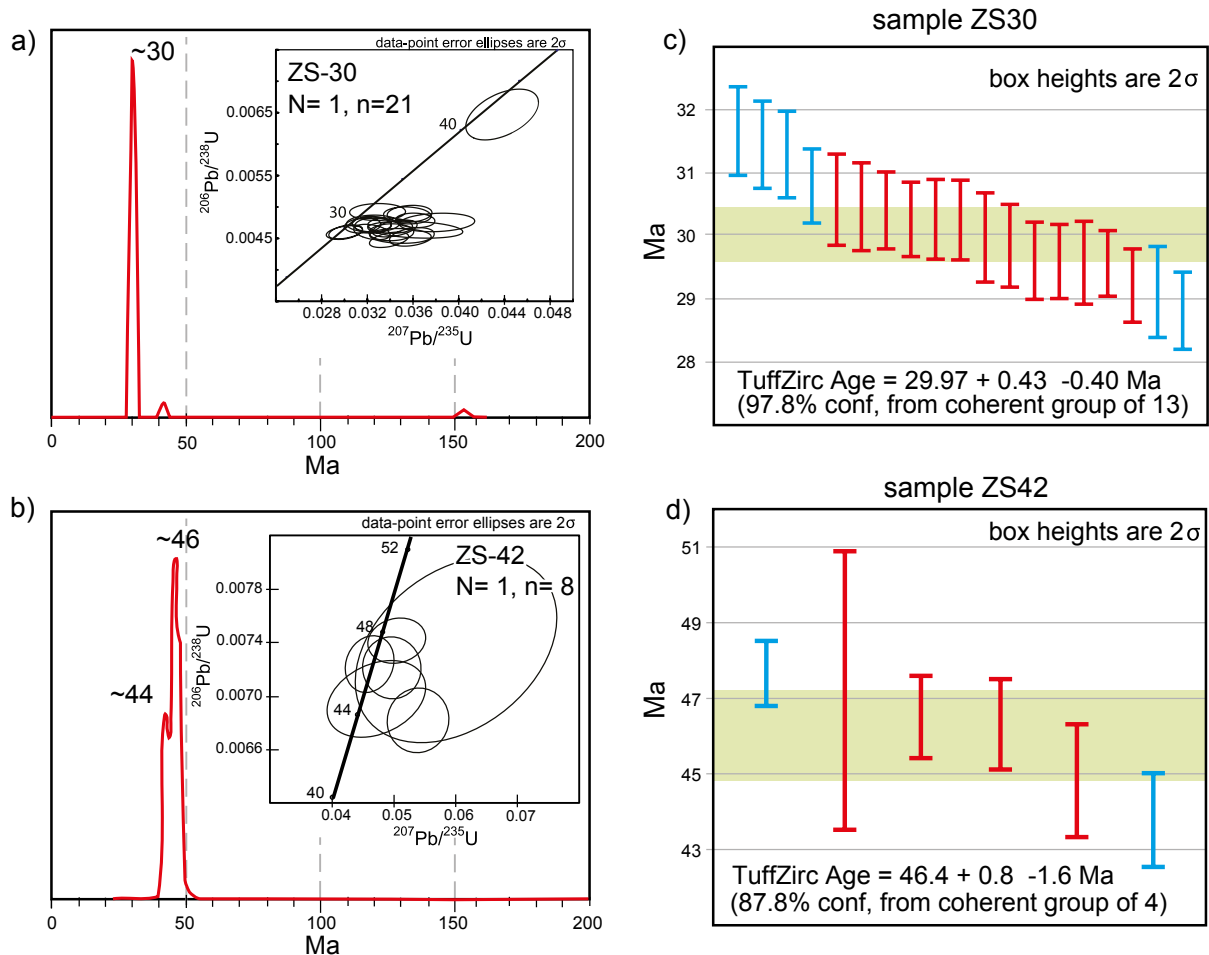 a)
~30
data-point error ellipses are 2σ
ZS-30
N= 1, n=21
0.0065
0.0055
0.0045
206Pb/238U
40
30
0.028 0.032 0.036 0.040 0.044 0.048
207Pb/235U
0 50 100 150 200
Ma
b)
~46
~44
data-point error ellipses are 2σ
ZS-42
N= 1, n= 8
0.0078
0.0074
0.0070
0.0066
206Pb/238U
52
48
44
40
0.04 0.05 0.06 0.07
207Pb/235U
0 50 100 150 200
Ma
sample ZS30
c)
box heights are 2σ
32
31
30
29
28
Ma
TuffZirc Age = 29.97 + 0.43 -0.40 Ma
(97.8% conf, from coherent group of 13)
sample ZS42
d)
box heights are 2σ
51
49
47
45
43
Ma
TuffZirc Age = 46.4 + 0.8 -1.6 Ma
(87.8% conf, from coherent group of 4)